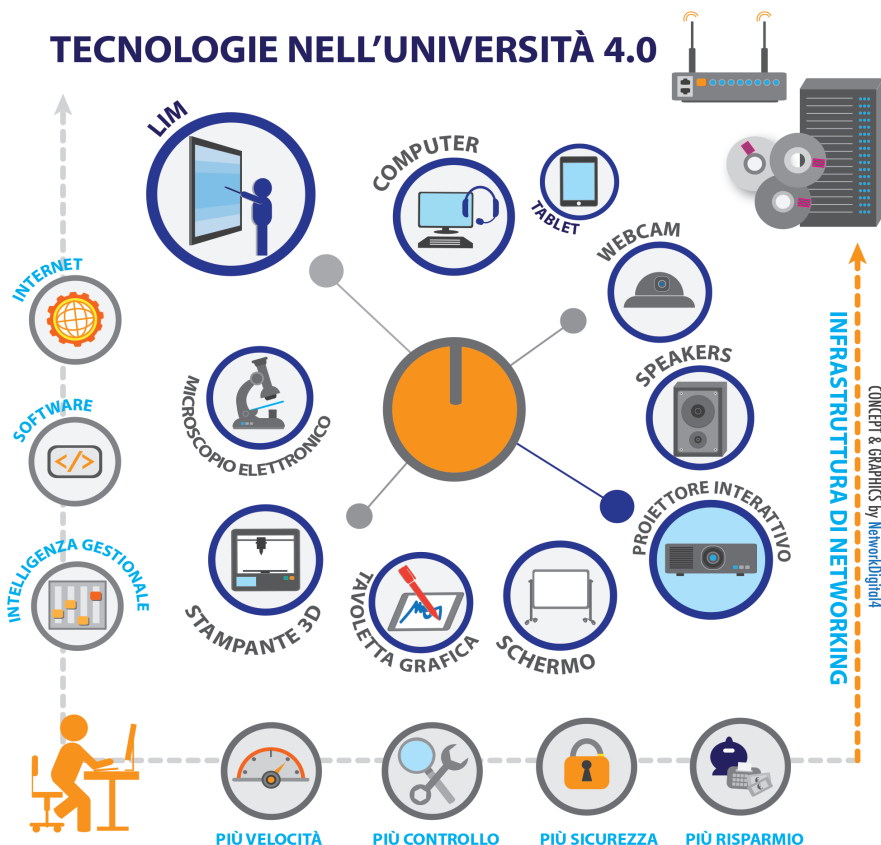 TECNOLOGIE NELL'UNIVERSITÀ 4.0
LIM
COMPUTER
TABLET
WEBCAM
INTERNET
SPEAKERS
MICROSCOPIO ELETTRONICO
SOFTWARE
</>
PROIETTORE INTERATTIVO
INTELLIGENZA GESTIONALE
STAMPANTE 3D
TAVOLETTA GRAFICA
SCHERMO
INFRASTRUTTURA DI NETWORKING
CONCEPT & GRAPHICS by NetworkDigital4
PIÙ VELOCITÀ
PIÙ CONTROLLO
PIÙ SICUREZZA
PIÙ RISPARMIO